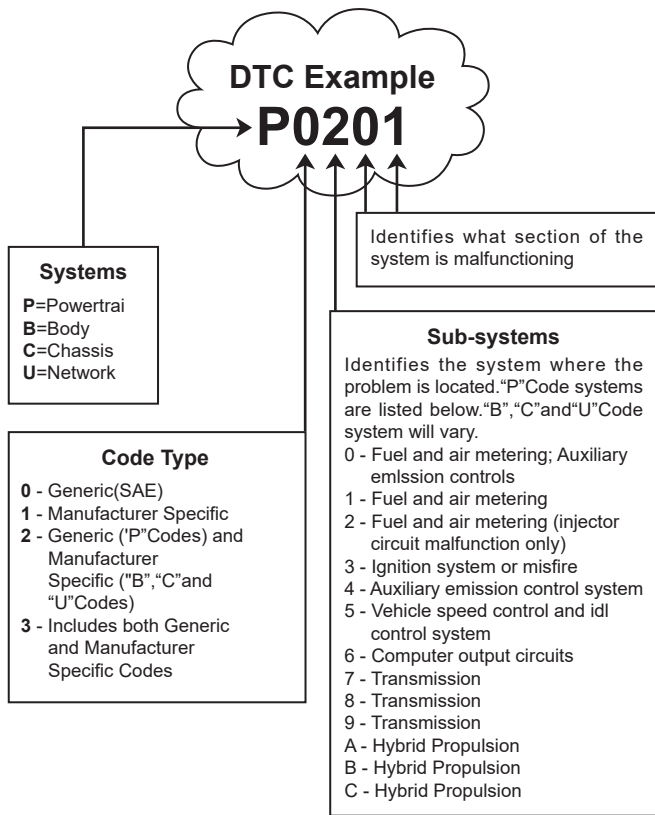 DTC Example
P0201
Identifies what section of the
system is malfunctioning
Systems
P=Powertrai
B=Body
C=Chassis
U=Network
Sub-systems
Identifies the system where the
problem is located.“P”Code systems
are listed below.“B”,“C”and“U”Code
system will vary.
0 - Fuel and air metering; Auxiliary
emlssion controls
1 - Fuel and air metering
2 - Fuel and air metering (injector
circuit malfunction only)
3 - Ignition system or misfire
4 - Auxiliary emission control system
5 - Vehicle speed control and idl
control system
6 - Computer output circuits
7 - Transmission
8 - Transmission
9 - Transmission
A - Hybrid Propulsion
B - Hybrid Propulsion
C - Hybrid Propulsion
Code Type
0 - Generic(SAE)
1 - Manufacturer Specific
2 - Generic ('P”Codes) and
Manufacturer
Specific ("B”,“C”and
“U”Codes)
3 - Includes both Generic
and Manufacturer
Specific Codes